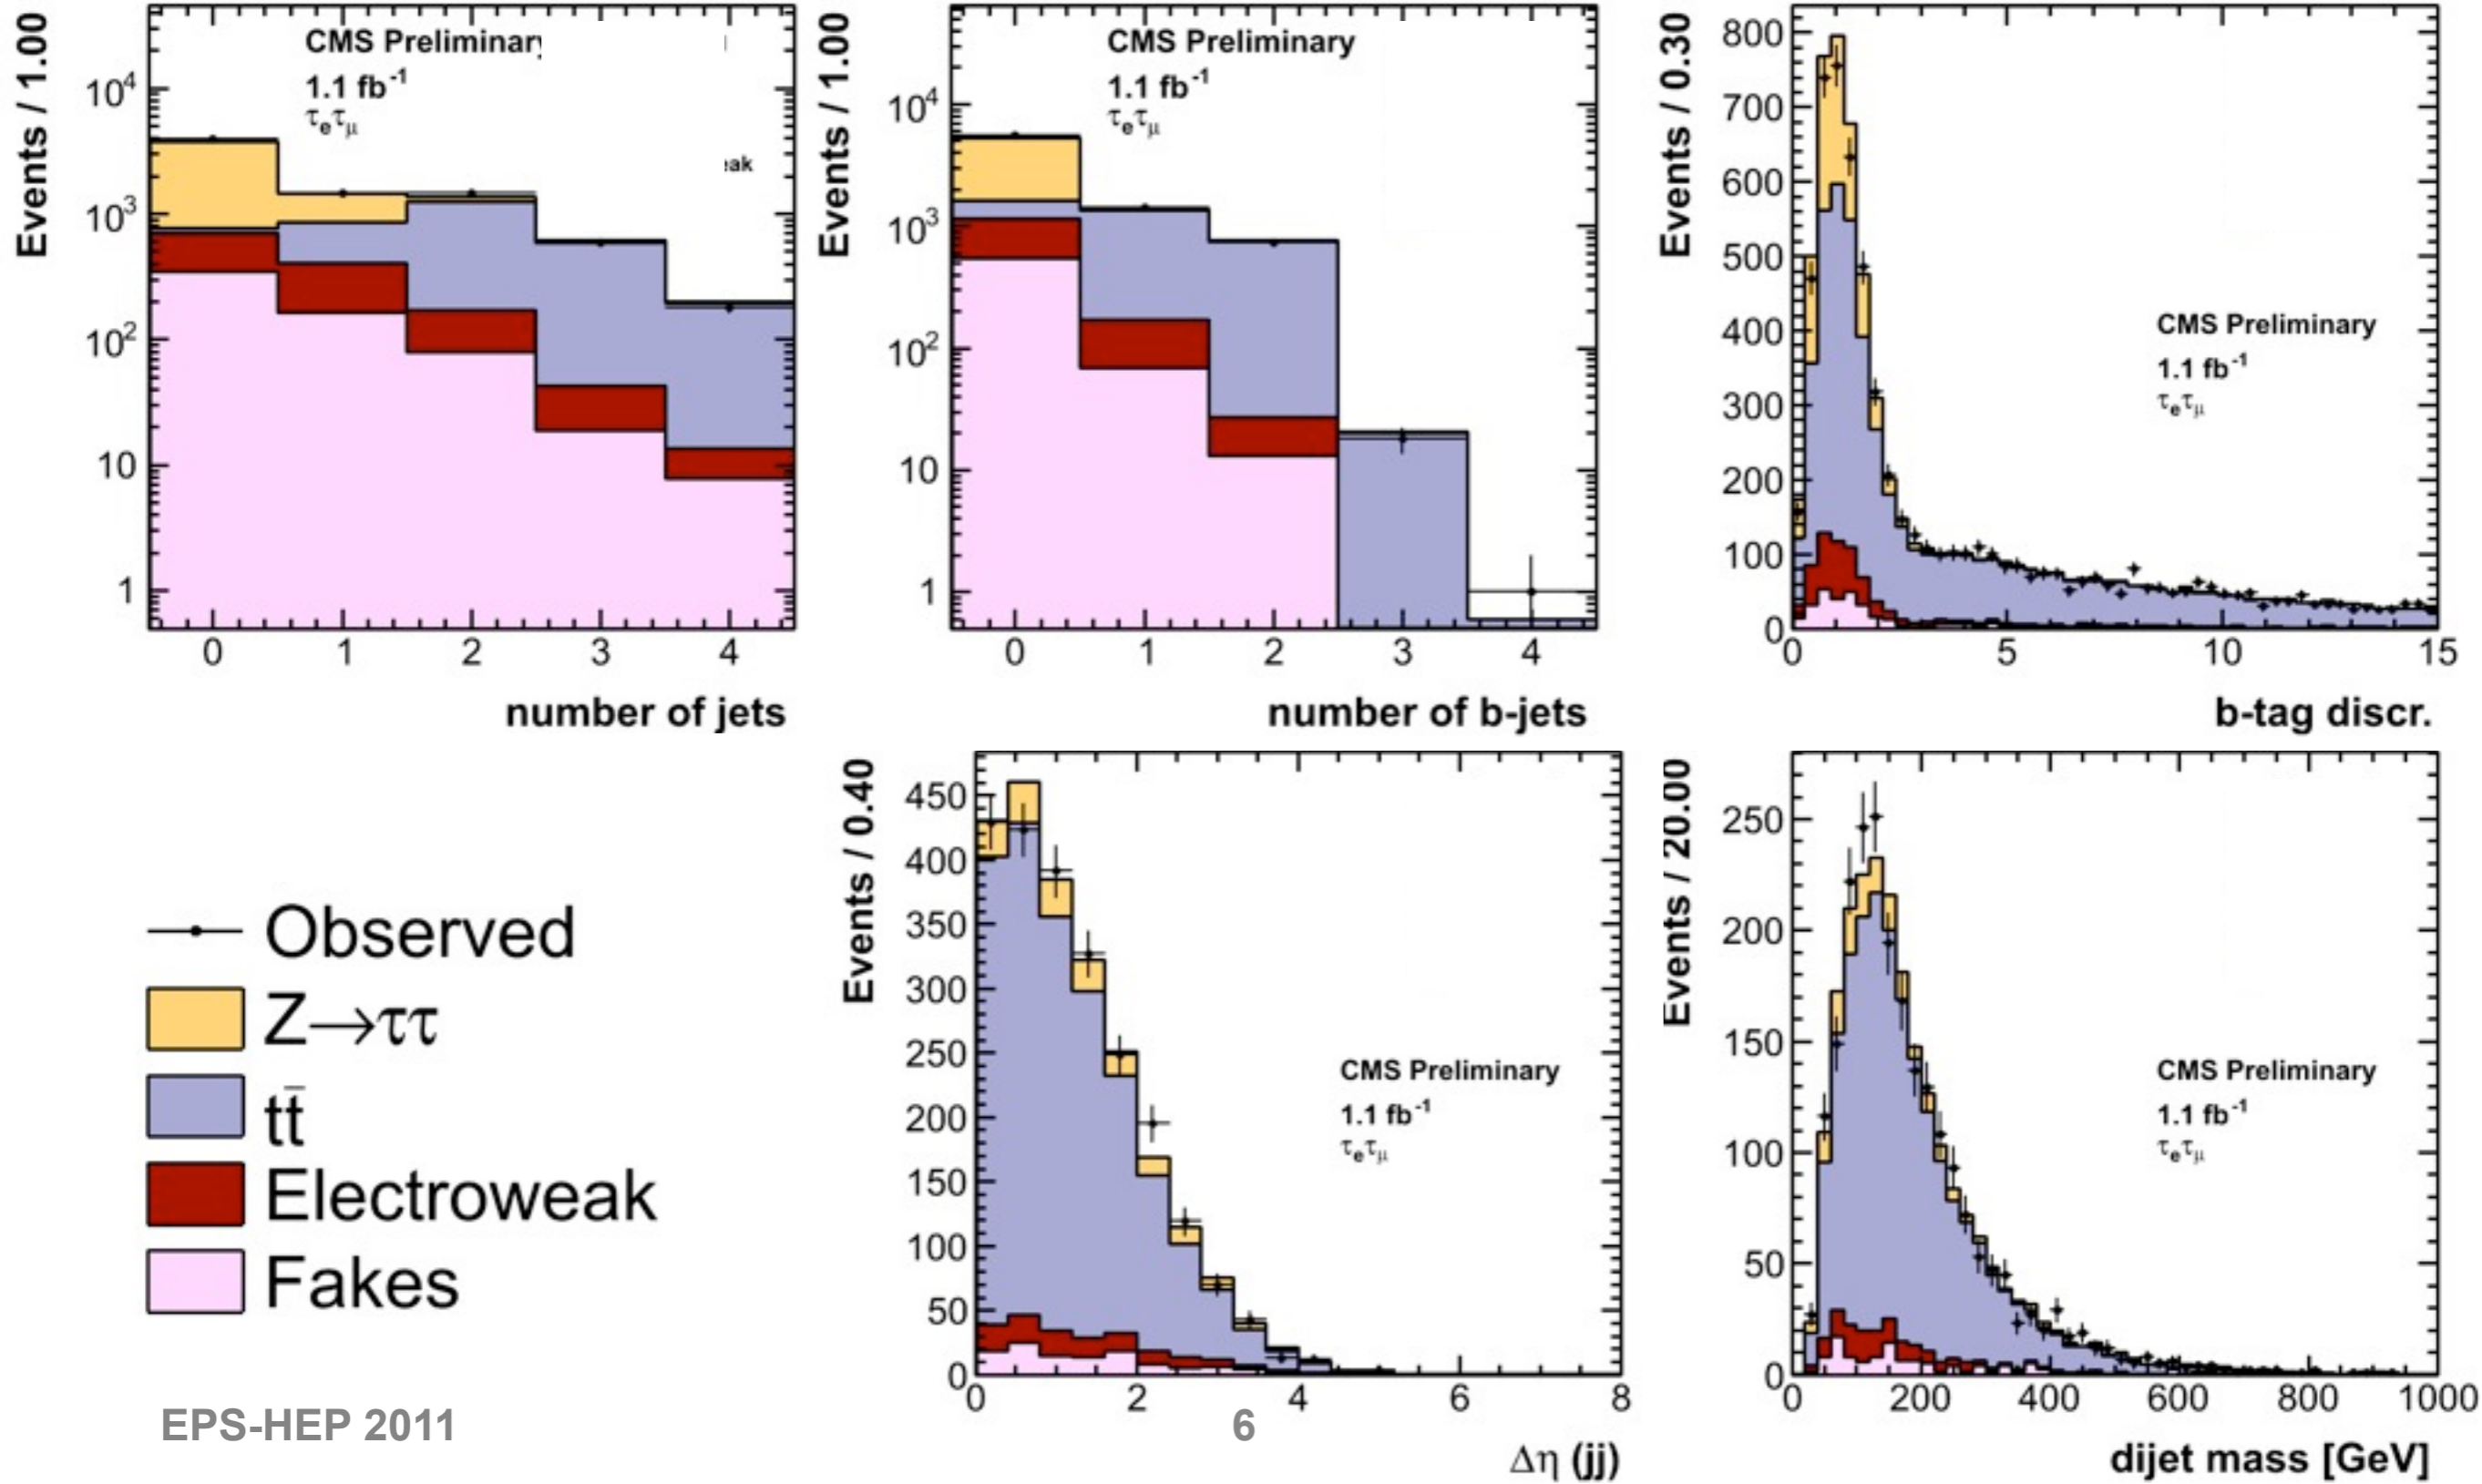 Events / 1.00
CMS Preliminary
1.1 fb⁻¹
τₑτ_μ
eak
10⁴
10³
10²
10
1
0 1 2 3 4
number of jets
Events / 1.00
CMS Preliminary
1.1 fb⁻¹
τₑτ_μ
10⁴
10³
10²
10
1
0 1 2 3 4
number of b-jets
Events / 0.30
800
700
600
500
400
300
200
100
0
CMS Preliminary
1.1 fb⁻¹
τₑτ_μ
0 5 10 15
b-tag discr.
Observed
Z→ττ
tt̄
Electroweak
Fakes
Events / 0.40
450
400
350
300
250
200
150
100
50
0
CMS Preliminary
1.1 fb⁻¹
τₑτ_μ
0 2 4 6 8
Δη (jj)
Events / 20.00
250
200
150
100
50
0
CMS Preliminary
1.1 fb⁻¹
τₑτ_μ
0 200 400 600 800 1000
dijet mass [GeV]
EPS-HEP 2011
6